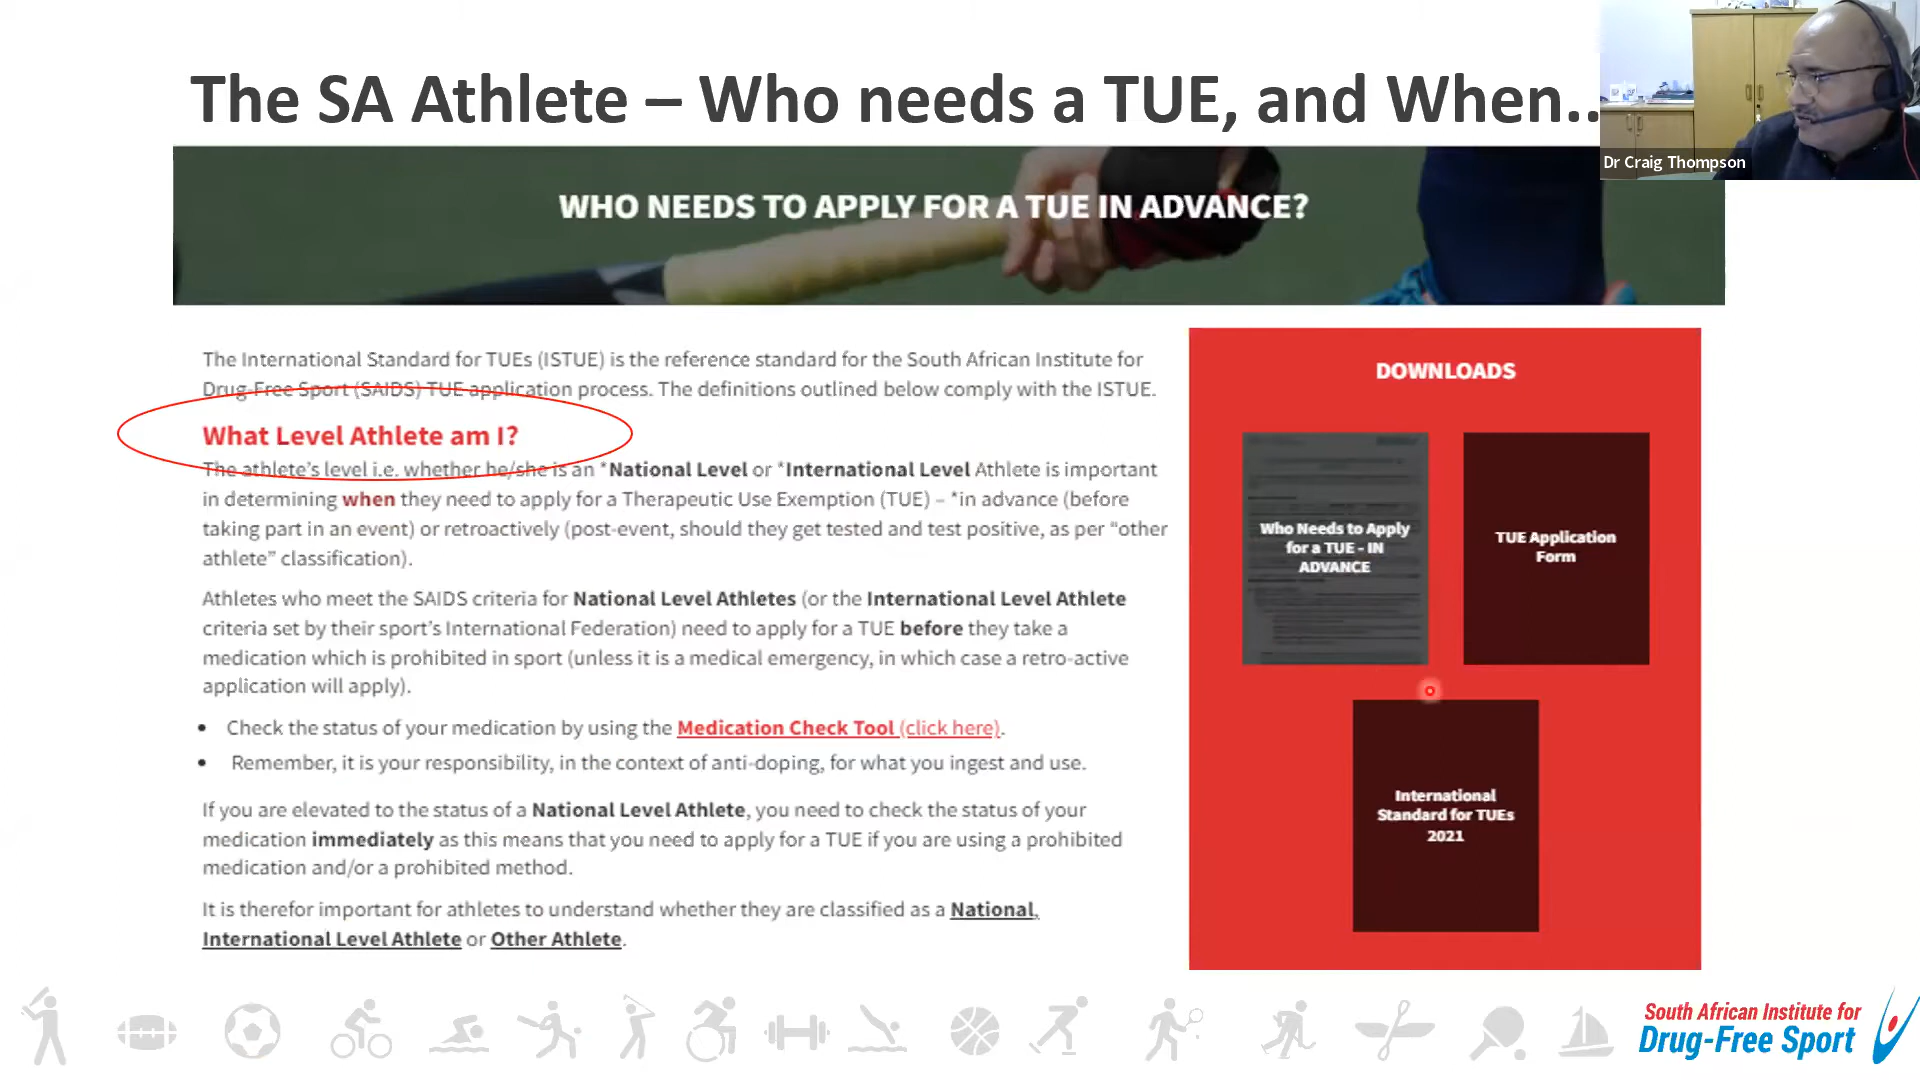 The SA Athlete – Who needs a TUE, and When..
Dr Craig Thompson
WHO NEEDS TO APPLY FOR A TUE IN ADVANCE?
The International Standard for TUEs (ISTUE) is the reference standard for the South African Institute for
Drug-Free Sport (SAIDS) TUE application process. The definitions outlined below comply with the ISTUE.
What Level Athlete am I?
The athlete's level i.e. whether he/she is an *National Level or *International Level Athlete is important
in determining when they need to apply for a Therapeutic Use Exemption (TUE) – *in advance (before
taking part in an event) or retroactively (post-event, should they get tested and test positive, as per "other
athlete" classification).
Athletes who meet the SAIDS criteria for National Level Athletes (or the International Level Athlete
criteria set by their sport's International Federation) need to apply for a TUE before they take a
medication which is prohibited in sport (unless it is a medical emergency, in which case a retro-active
application will apply).
• Check the status of your medication by using the Medication Check Tool (click here).
• Remember, it is your responsibility, in the context of anti-doping, for what you ingest and use.
If you are elevated to the status of a National Level Athlete, you need to check the status of your
medication immediately as this means that you need to apply for a TUE if you are using a prohibited
medication and/or a prohibited method.
It is therefor important for athletes to understand whether they are classified as a National,
International Level Athlete or Other Athlete.
DOWNLOADS
Who Needs to Apply
for a TUE - IN
ADVANCE
TUE Application
Form
International
Standard for TUEs
2021
South African Institute for
Drug-Free Sport